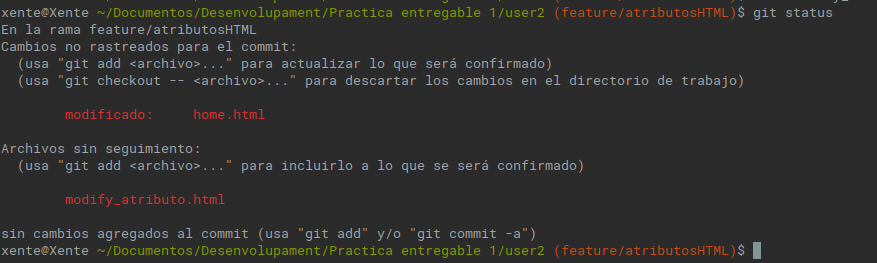 xente@Xente ~/Documentos/Desenvolupament/Practica entregable 1/user2 (feature/atributosHTML)$ git status
En la rama feature/atributosHTML
Cambios no rastreados para el commit:
  (usa "git add <archivo>..." para actualizar lo que será confirmado)
  (usa "git checkout -- <archivo>..." para descartar los cambios en el directorio de trabajo)
modificado:     home.html
Archivos sin seguimiento:
  (usa "git add <archivo>..." para incluirlo a lo que se será confirmado)
modify_atributo.html
sin cambios agregados al commit (usa "git add" y/o "git commit -a")
xente@Xente ~/Documentos/Desenvolupament/Practica entregable 1/user2 (feature/atributosHTML)$